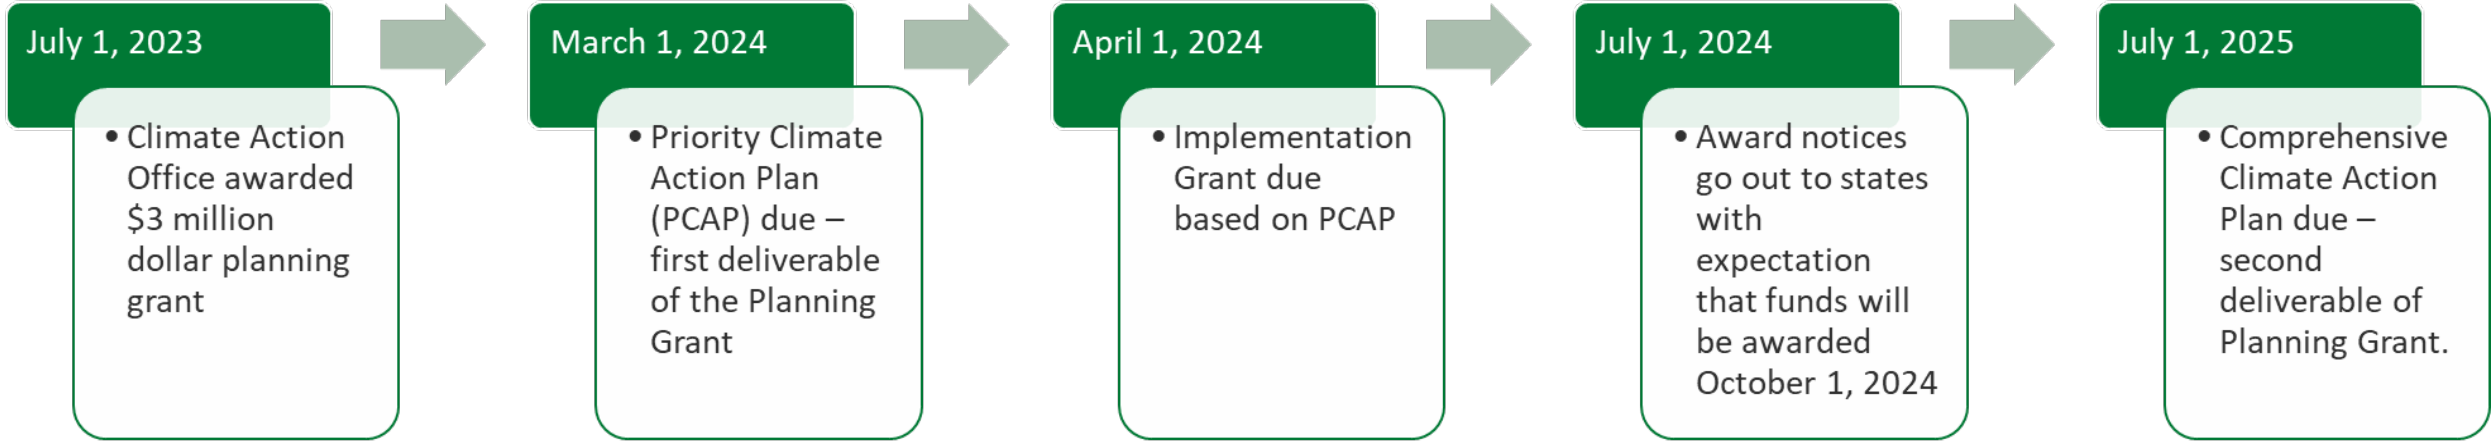 July 1, 2023
• Climate Action
Office awarded
$3 million
dollar planning
grant
March 1, 2024
• Priority Climate
Action Plan
(PCAP) due –
first deliverable
of the Planning
Grant
April 1, 2024
• Implementation
Grant due
based on PCAP
July 1, 2024
• Award notices
go out to states
with
expectation
that funds will
be awarded
October 1, 2024
July 1, 2025
• Comprehensive
Climate Action
Plan due –
second
deliverable of
Planning Grant.